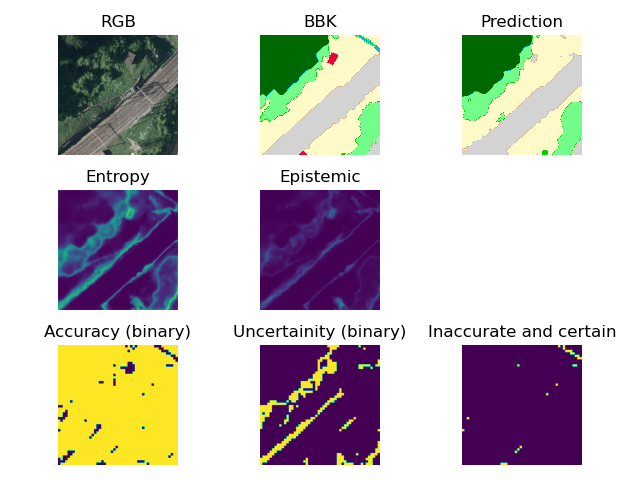 RGB
BBK
Prediction
Entropy
Epistemic
Accuracy (binary)
Uncertainity (binary)
Inaccurate and certain